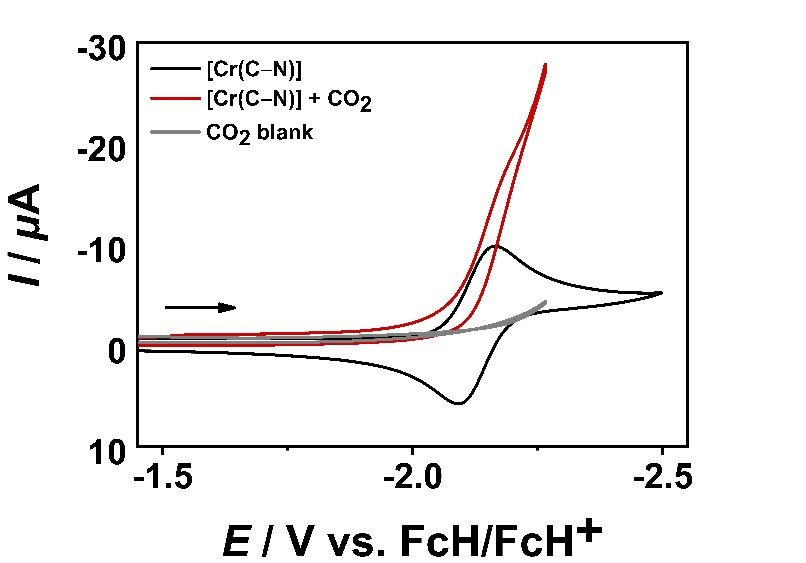 -30
[Cr(C–N)]
[Cr(C–N)] + CO2
CO2 blank
-20
-10
0
10
I / μA
-1.5
-2.0
-2.5
E / V vs. FcH/FcH+